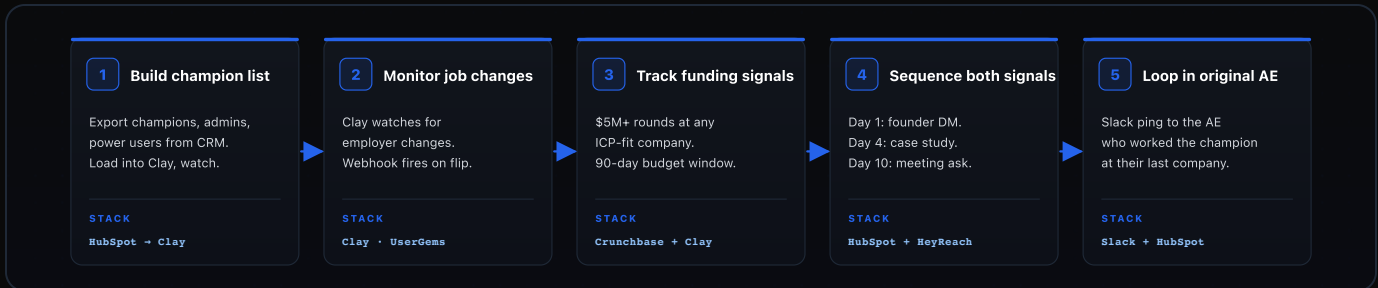 1
Build champion list
Export champions, admins,
power users from CRM.
Load into Clay, watch.
STACK
HubSpot → Clay
2
Monitor job changes
Clay watches for
employer changes.
Webhook fires on flip.
STACK
Clay · UserGems
3
Track funding signals
$5M+ rounds at any
ICP-fit company.
90-day budget window.
STACK
Crunchbase + Clay
4
Sequence both signals
Day 1: founder DM.
Day 4: case study.
Day 10: meeting ask.
STACK
HubSpot + HeyReach
5
Loop in original AE
Slack ping to the AE
who worked the champion
at their last company.
STACK
Slack + HubSpot